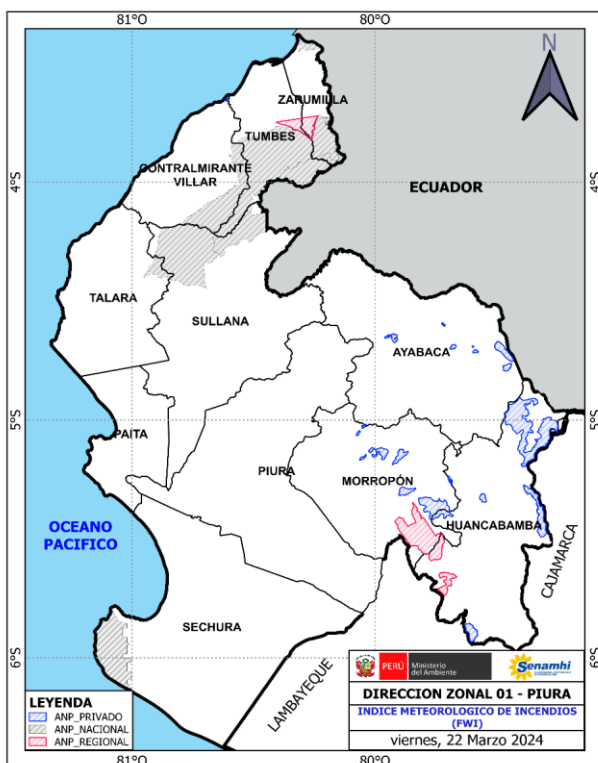 81°O
80°O
N
ZARUMILLA
TUMBES
CONTRALMIRANTE
VILLAR
4°S
4°S
ECUADOR
TALARA
SULLANA
AYABACA
5°S
5°S
PAITA
PIURA
MORROPÓN
HUANCABAMBA
OCEANO
PACIFICO
CAJAMARCA
SECHURA
LAMBAYEQUE
6°S
6°S
PERÚ
Ministerio
del Ambiente
Senamhi
LEYENDA
ANP_PRIVADO
ANP_NACIONAL
ANP_REGIONAL
DIRECCION ZONAL 01 - PIURA
INDICE METEOROLOGICO DE INCENDIOS
(FWI)
viernes, 22 Marzo 2024
81°O
80°O